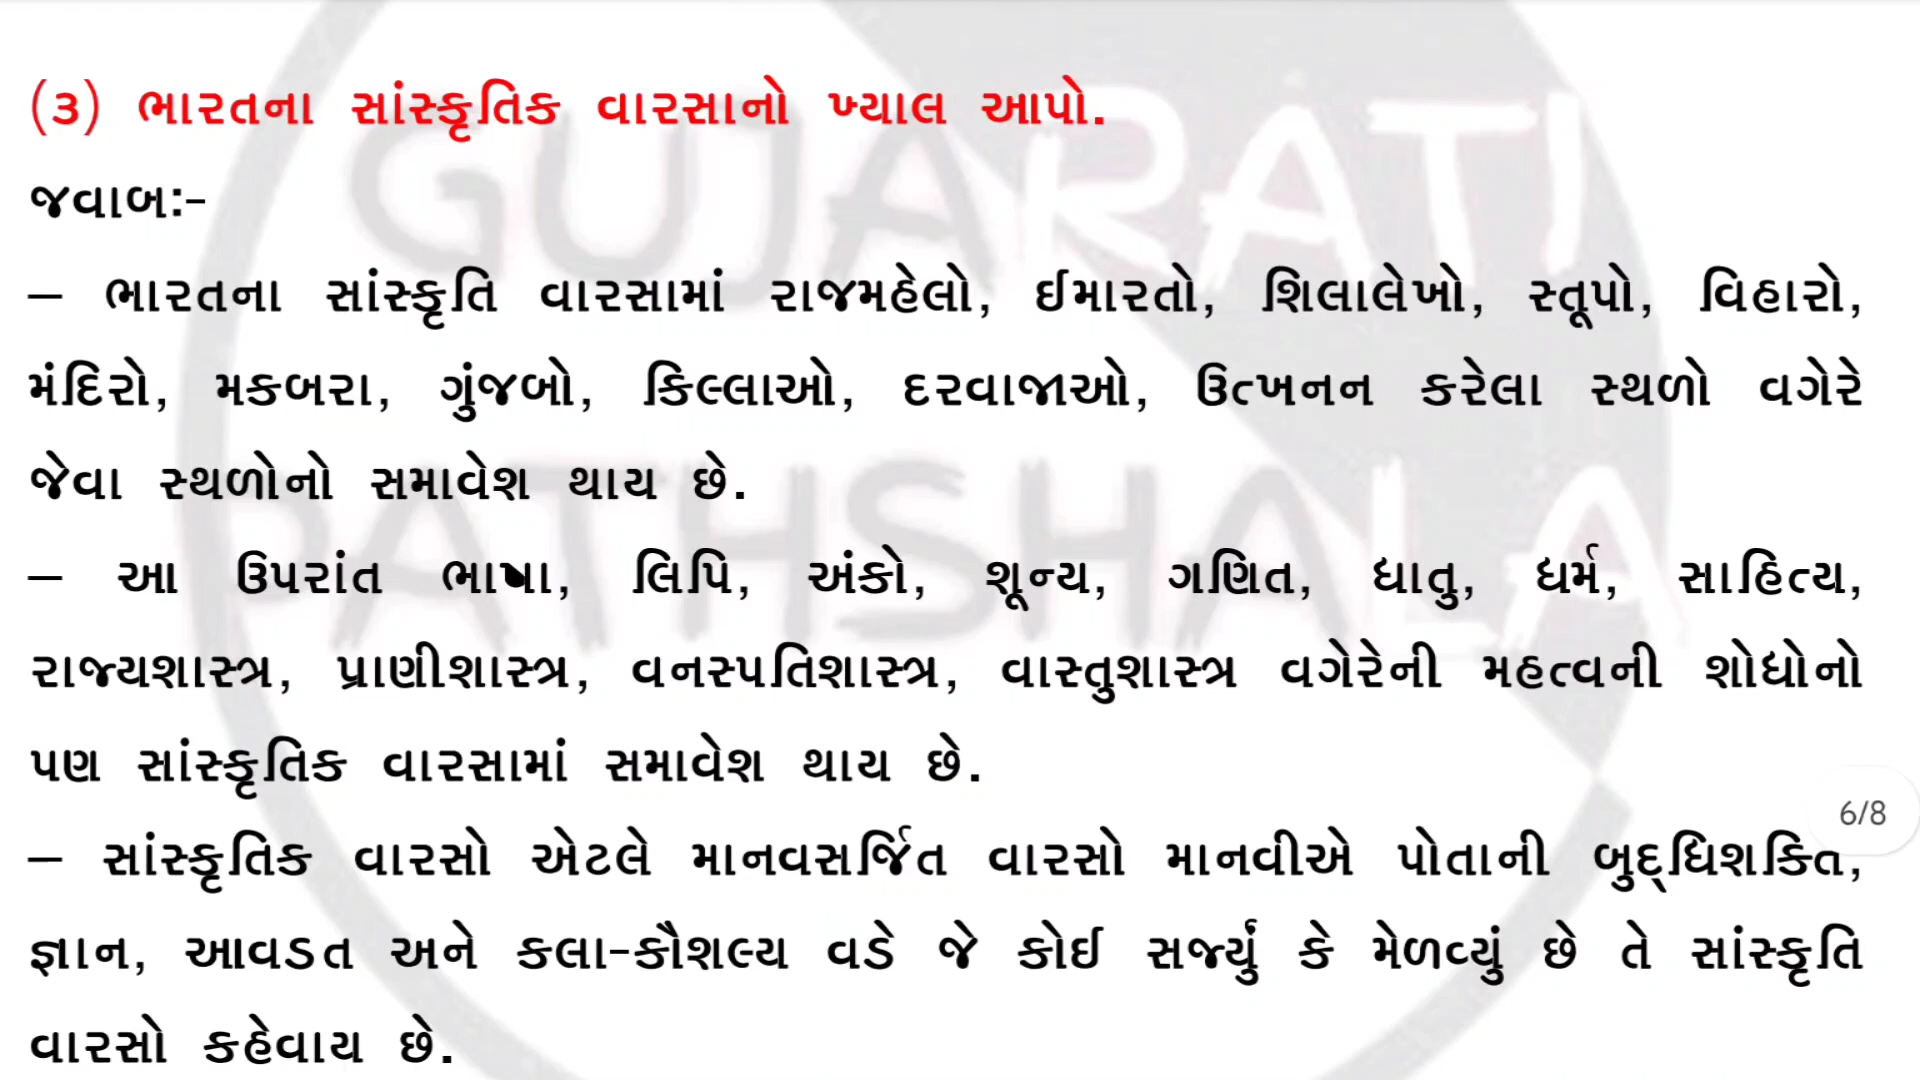 (૩) ભારતના સાંસ્કૃતિક વારસાનો ખ્યાલ આપો.
જવાબ:-
– ભારતના સાંસ્કૃતિ વારસામાં રાજમહેલો, ઈમારતો, શિલાલેખો, સ્તૂપો, વિહારો,
મંદિરો, મકબરા, ગુંજબો, કિલ્લાઓ, દરવાજાઓ, ઉત્ખનન કરેલા સ્થળો વગેરે
જેવા સ્થળોનો સમાવેશ થાય છે.
– આ ઉપરાંત ભાષા, લિપિ, અંકો, શૂન્ય, ગણિત, ધાતુ, ધર્મ, સાહિત્ય,
રાજ્યશાસ્ત્ર, પ્રાણીશાસ્ત્ર, વનસ્પતિશાસ્ત્ર, વાસ્તુશાસ્ત્ર વગેરેની મહત્વની શોધોનો
પણ સાંસ્કૃતિક વારસામાં સમાવેશ થાય છે.
– સાંસ્કૃતિક વારસો એટલે માનવસર્જિત વારસો માનવીએ પોતાની બુદ્ધિશક્તિ,
જ્ઞાન, આવડત અને કલા-કૌશલ્ય વડે જે કોઈ સર્જ્યું કે મેળવ્યું છે તે સાંસ્કૃતિ
વારસો કહેવાય છે.
6/8
GUJARATI
PATHSHALA